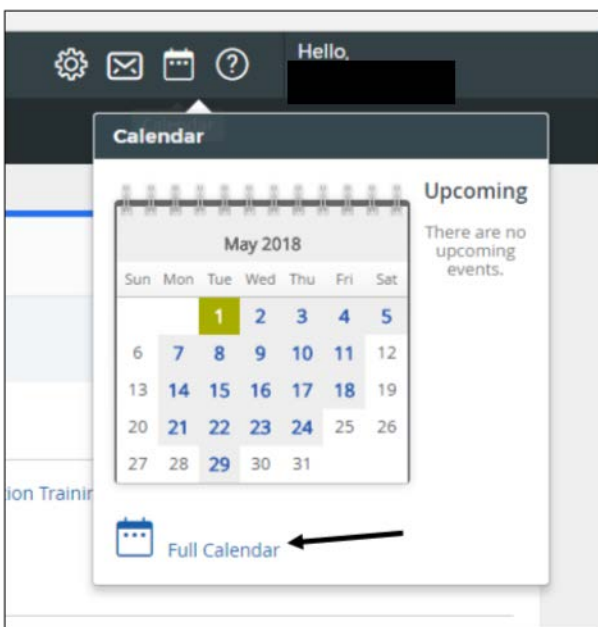 Hello,
Calendar
Upcoming
There are no
upcoming
events.
May 2018
Sun Mon Tue Wed Thu Fri Sat
1 2 3 4 5
6 7 8 9 10 11 12
13 14 15 16 17 18 19
20 21 22 23 24 25 26
27 28 29 30 31
tion Trainin
Full Calendar